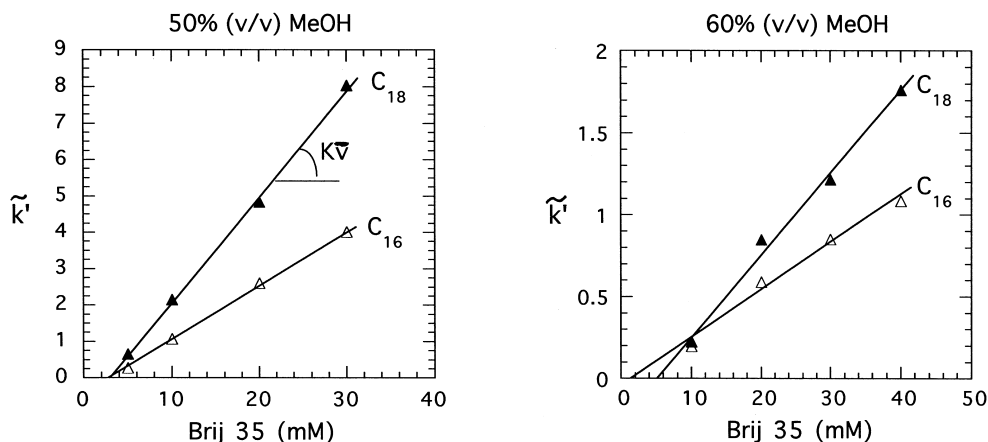 50% (v/v) MeOH
9
8
7
6
5
4
3
2
1
0
k̃'
C18
Kv̄
C16
0 10 20 30 40
Brij 35 (mM)
60% (v/v) MeOH
2
1.5
1
0.5
0
k̃'
C18
C16
0 10 20 30 40 50
Brij 35 (mM)